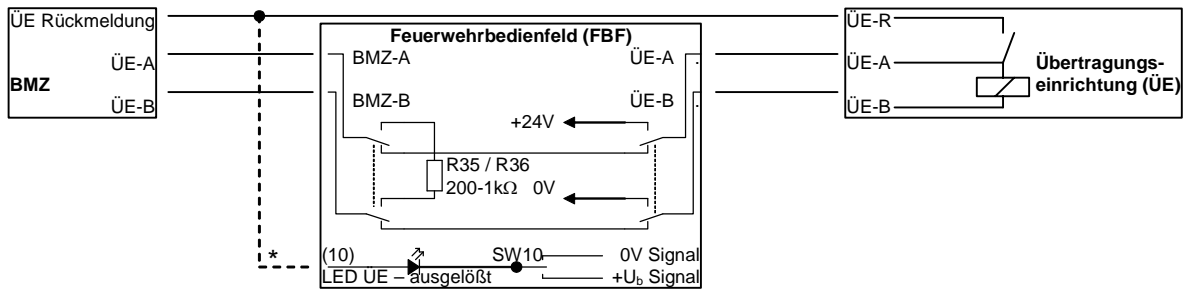 ÜE Rückmeldung
ÜE-A
BMZ
ÜE-B
Feuerwehrbedienfeld (FBF)
BMZ-A
ÜE-A
BMZ-B
ÜE-B
+24V
R35 / R36
200-1kΩ
0V
*
(10)
SW10
0V Signal
LED ÜE – ausgelößt
+Ub Signal
ÜE-R
ÜE-A
Übertragungs-
einrichtung (ÜE)
ÜE-B